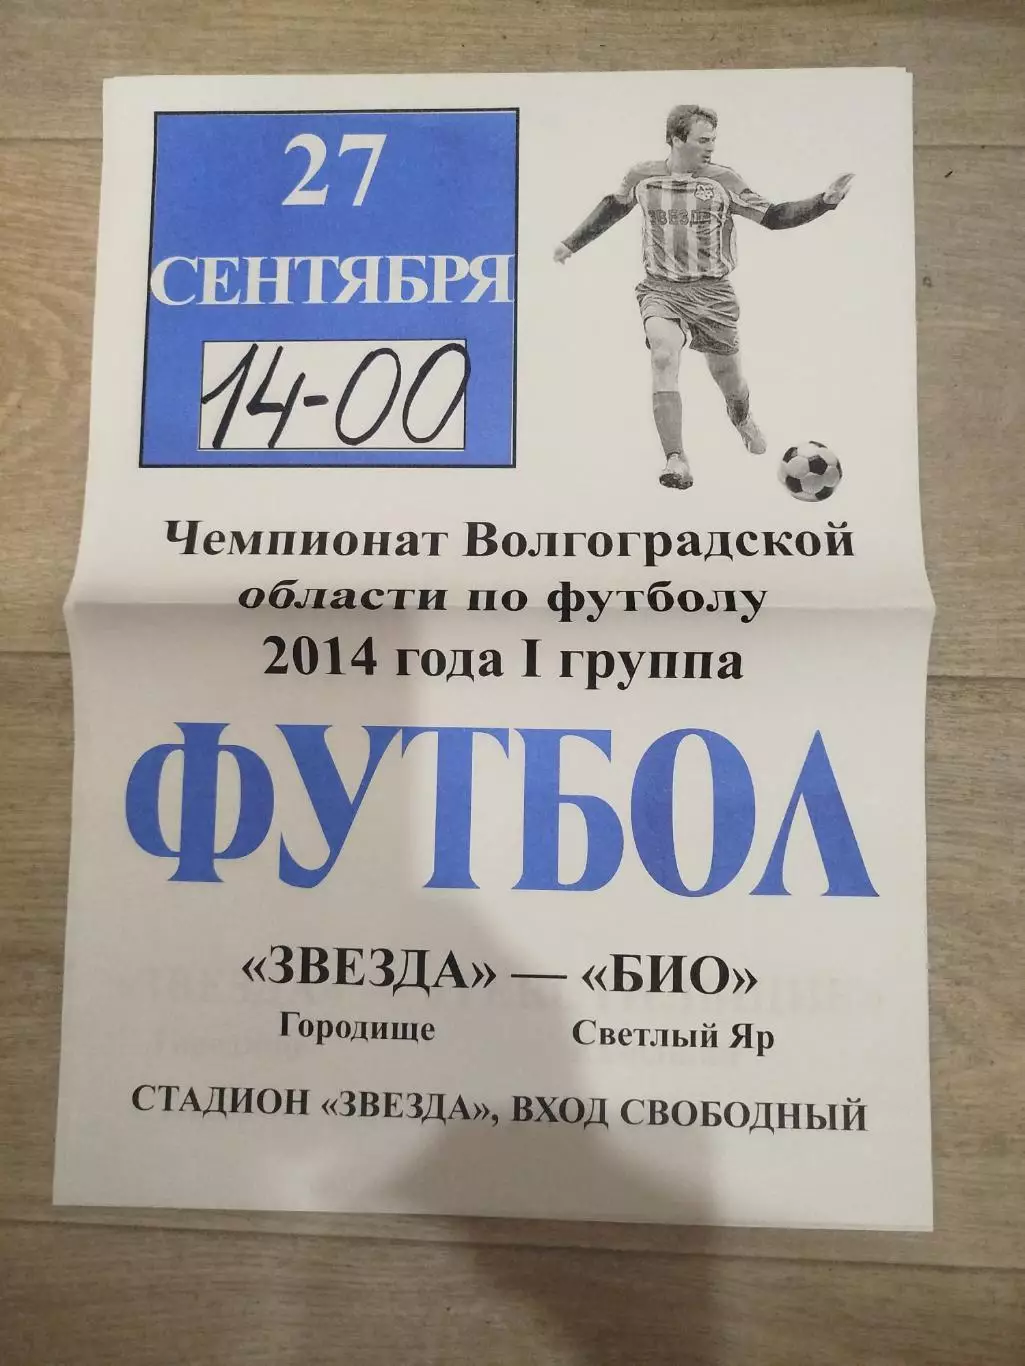 27
СЕНТЯБРЯ
14-00
ЗВЕЗДА
Чемпионат Волгоградской
области по футболу
2014 года I группа
ФУТБОЛ
«ЗВЕЗДА» — «БИО»
Городище Светлый Яр
СТАДИОН «ЗВЕЗДА», ВХОД СВОБОДНЫЙ